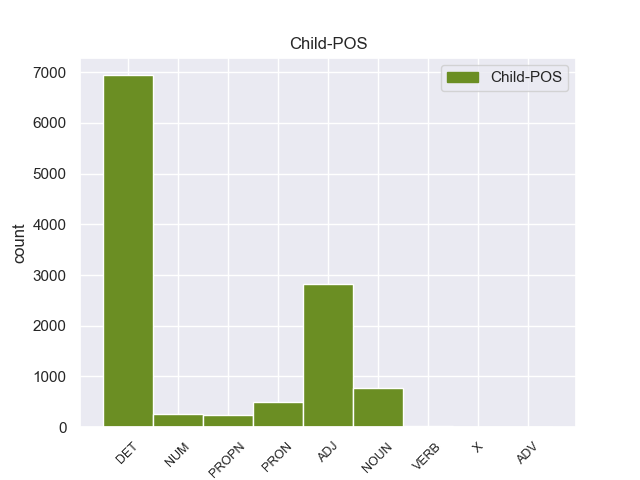 Child-POS
Child-POS
7000
6000
5000
4000
3000
2000
1000
0
count
DET NUM PROPN PRON ADJ NOUN VERB X ADV